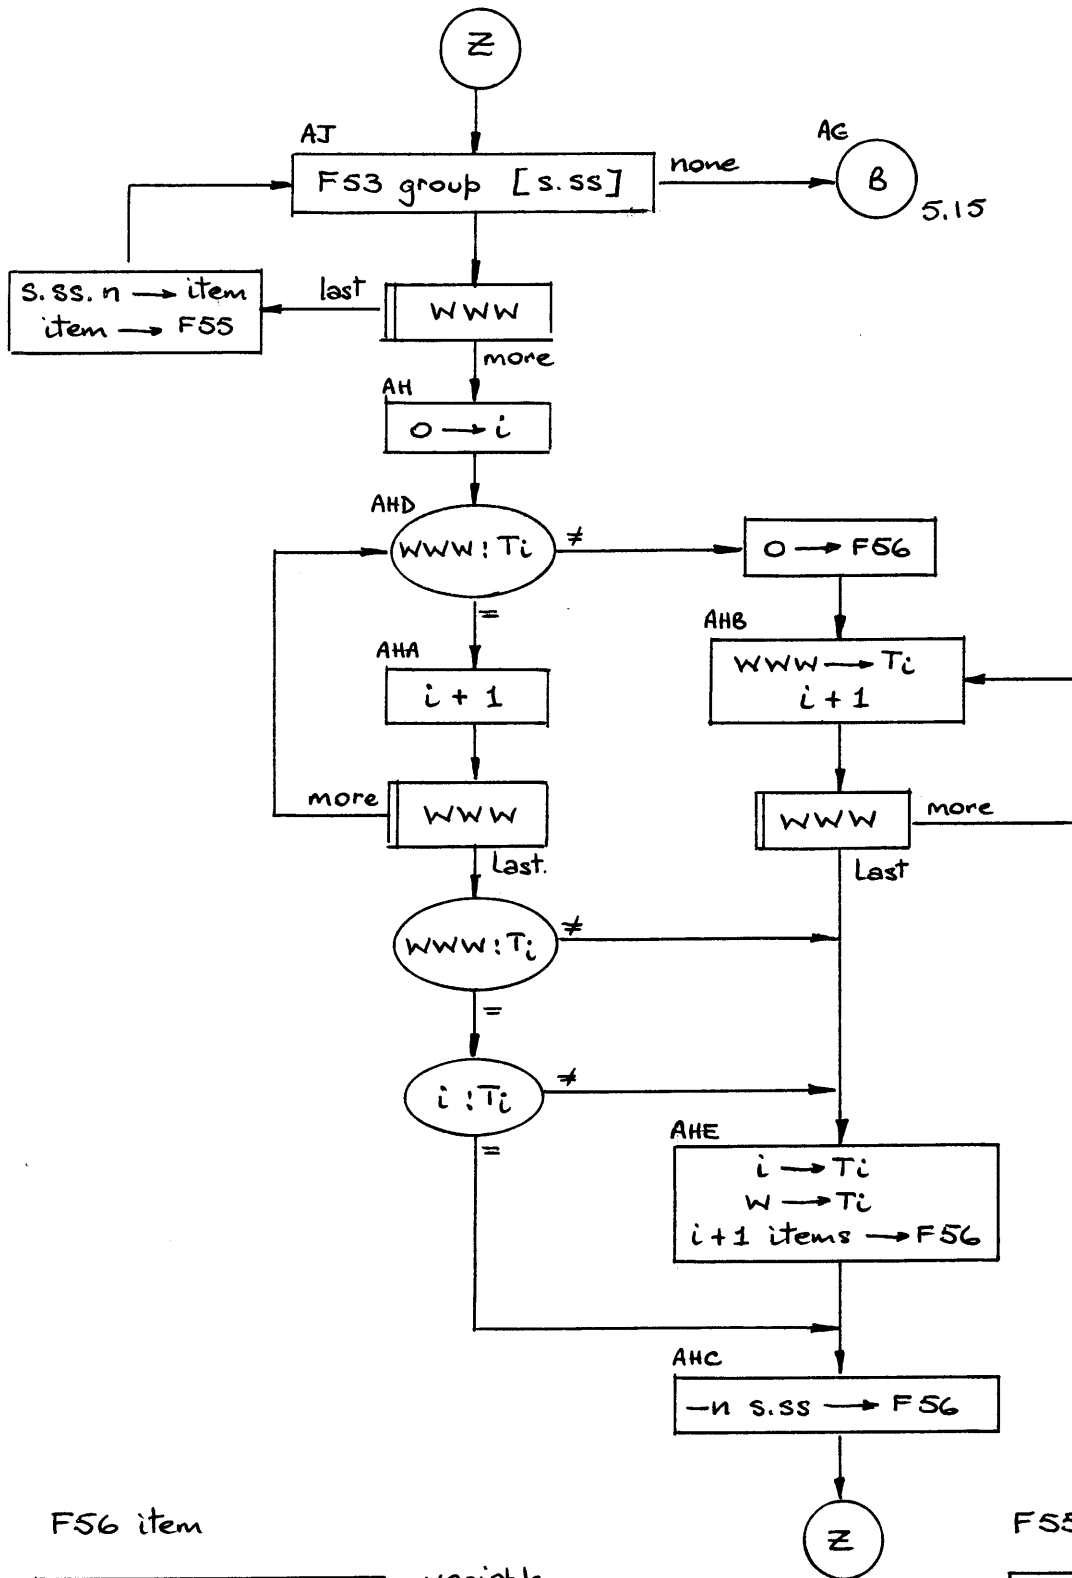 Z
AJ
F53 group [s.ss]
none
AG
B
5.15
s.ss.n → item
item → F55
last
WWW
more
AH
0 → i
AHD
WWW : Ti
≠
=
0 → F56
AHB
WWW → Ti
i + 1
AHA
i + 1
more
WWW
Last.
WWW
more
Last
WWW : Ti
≠
=
i : Ti
≠
=
AHE
i → Ti
W → Ti
i+1 items → F56
AHC
-n s.ss → F56
Z
F56 item
F55
variable